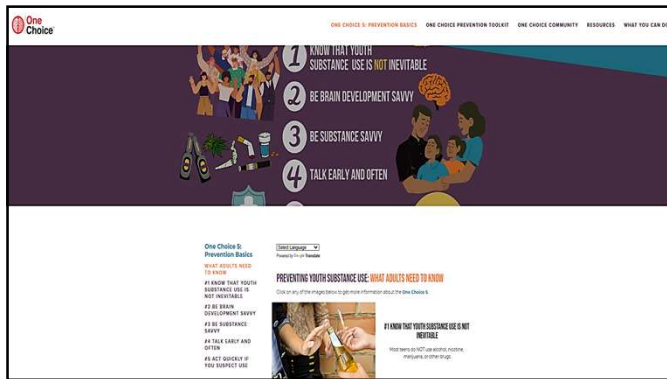 One
Choice
ONE CHOICE 5: PREVENTION BASICS
ONE CHOICE PREVENTION TOOLKIT
ONE CHOICE COMMUNITY
RESOURCES
WHAT YOU CAN DO
1 KNOW THAT YOUTH
SUBSTANCE USE IS NOT INEVITABLE
2 BE BRAIN DEVELOPMENT SAVVY
3 BE SUBSTANCE SAVVY
4 TALK EARLY AND OFTEN
One Choice 5:
Prevention Basics
WHAT ADULTS NEED
TO KNOW
#1 KNOW THAT YOUTH
SUBSTANCE USE IS
NOT INEVITABLE
#2 BE BRAIN
DEVELOPMENT SAVVY
#3 BE SUBSTANCE
SAVVY
#4 TALK EARLY AND
OFTEN
#5 ACT QUICKLY IF
YOU SUSPECT USE
Select Language
Powered by Google Translate
PREVENTING YOUTH SUBSTANCE USE: WHAT ADULTS NEED TO KNOW
Click on any of the images below to get more information about the One Choice 5.
#1 KNOW THAT YOUTH SUBSTANCE USE IS NOT
INEVITABLE
Most teens do NOT use alcohol, nicotine,
marijuana, or other drugs.